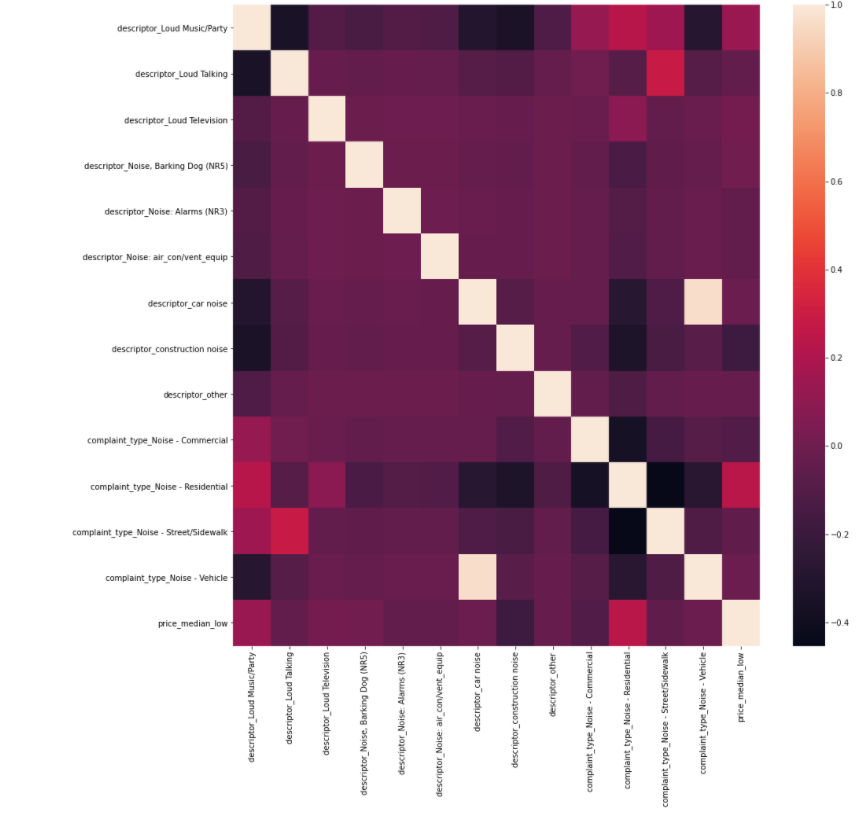 descriptor_Loud Music/Party
descriptor_Loud Talking
descriptor_Loud Television
descriptor_Noise, Barking Dog (NR5)
descriptor_Noise: Alarms (NR3)
descriptor_Noise: air_con/vent_equip
descriptor_car noise
descriptor_construction noise
descriptor_other
complaint_type_Noise - Commercial
complaint_type_Noise - Residential
complaint_type_Noise - Street/Sidewalk
complaint_type_Noise - Vehicle
price_median_low
descriptor_Loud Music/Party
descriptor_Loud Talking
descriptor_Loud Television
descriptor_Noise, Barking Dog (NR5)
descriptor_Noise: Alarms (NR3)
descriptor_Noise: air_con/vent_equip
descriptor_car noise
descriptor_construction noise
descriptor_other
complaint_type_Noise - Commercial
complaint_type_Noise - Residential
complaint_type_Noise - Street/Sidewalk
complaint_type_Noise - Vehicle
price_median_low
1.0
0.8
0.6
0.4
0.2
0.0
−0.2
−0.4